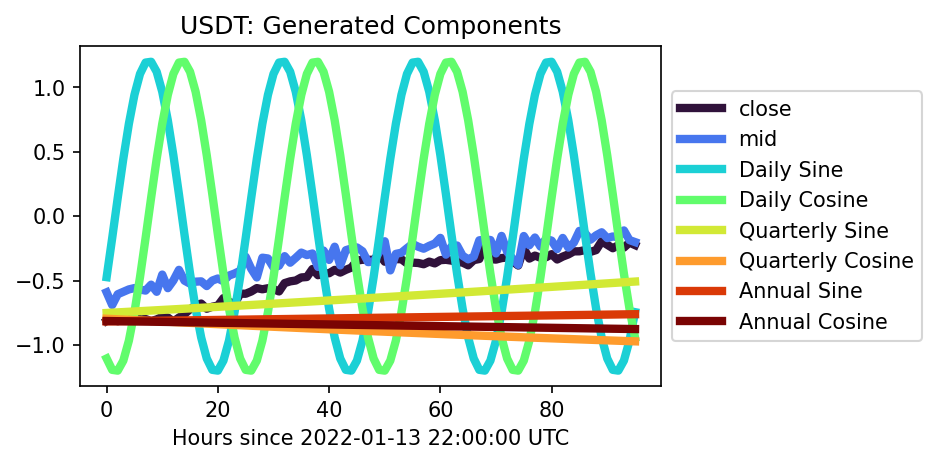 USDT: Generated Components
1.0
0.5
0.0
−0.5
−1.0
0 20 40 60 80
Hours since 2022-01-13 22:00:00 UTC
close
mid
Daily Sine
Daily Cosine
Quarterly Sine
Quarterly Cosine
Annual Sine
Annual Cosine